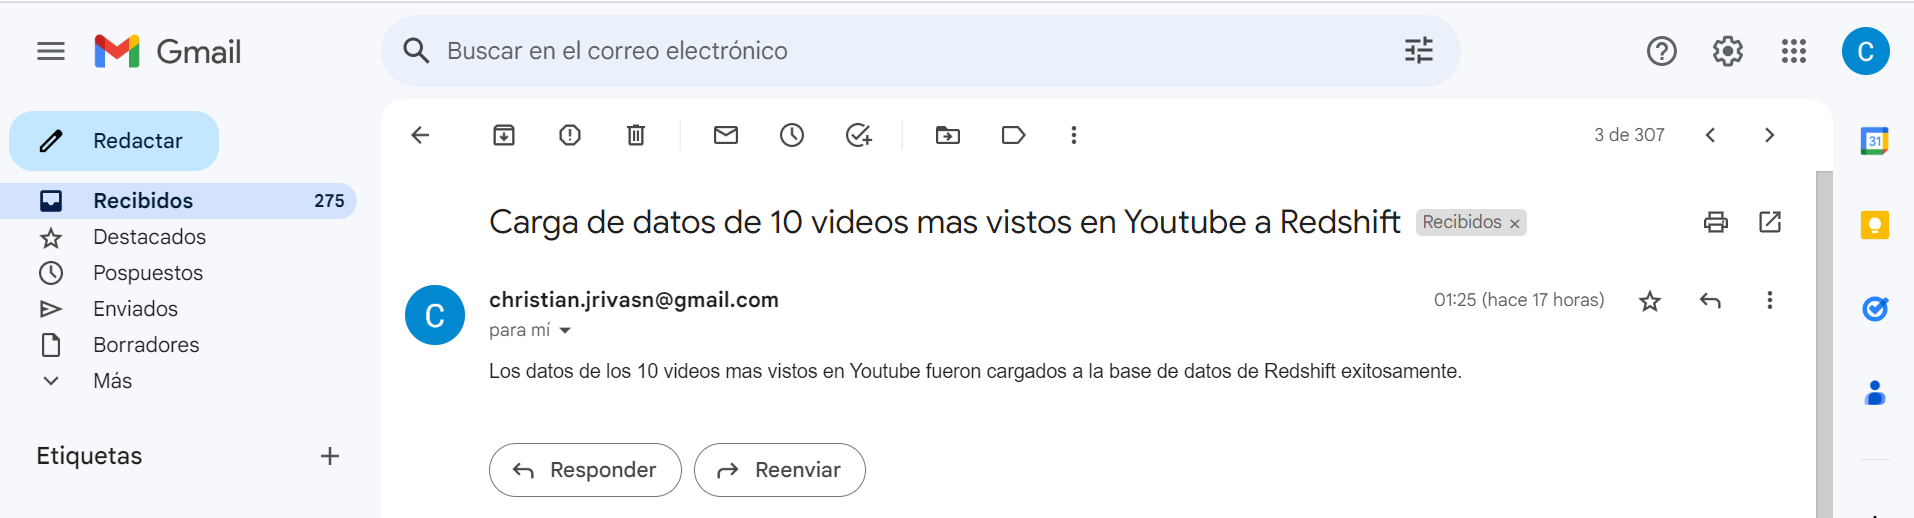 Gmail
Buscar en el correo electrónico
C
Redactar
Recibidos 275
Destacados
Pospuestos
Enviados
Borradores
Más
Etiquetas
3 de 307
31
Carga de datos de 10 videos mas vistos en Youtube a Redshift Recibidos ×
C
christian.jrivasn@gmail.com 01:25 (hace 17 horas)
para mí
Los datos de los 10 videos mas vistos en Youtube fueron cargados a la base de datos de Redshift exitosamente.
Responder Reenviar